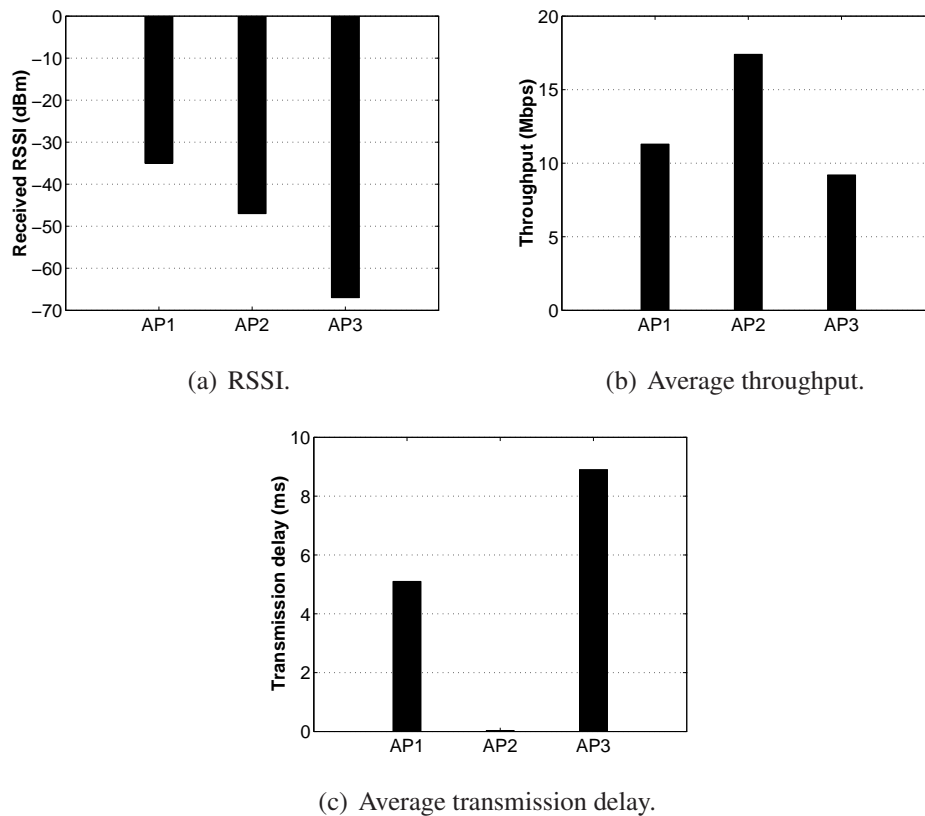 0
−10
−20
−30
−40
−50
−60
−70
Received RSSI (dBm)
AP1 AP2 AP3
(a) RSSI.
20
15
10
5
0
Throughput (Mbps)
AP1 AP2 AP3
(b) Average throughput.
10
8
6
4
2
0
Transmission delay (ms)
AP1 AP2 AP3
(c) Average transmission delay.